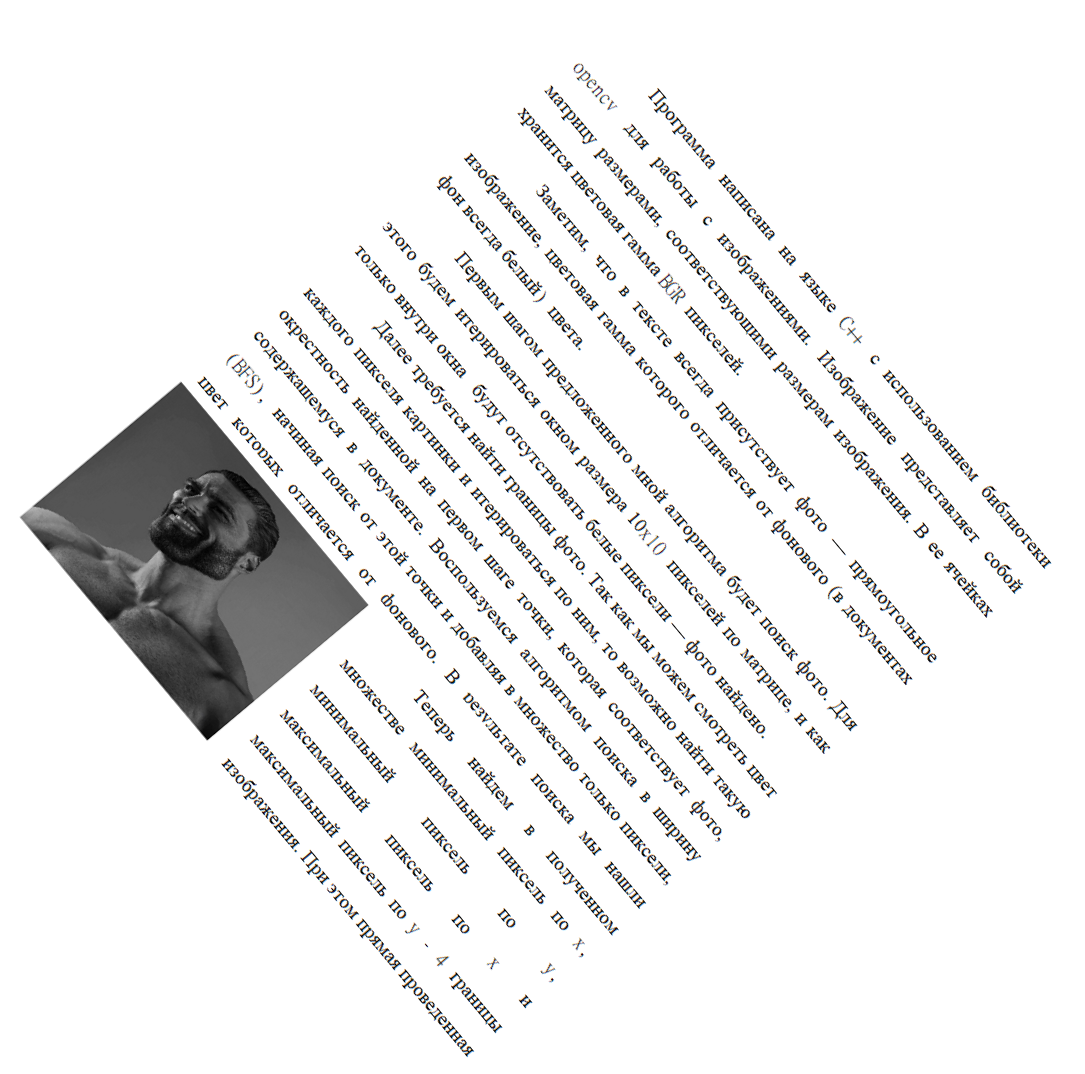 Программа написана на языке C++ с использованием библиотеки
opencv для работы с изображениями. Изображение представляет собой
матрицу размерами, соответствующими размерам изображения. В ее ячейках
хранится цветовая гамма BGR пикселей.
Заметим, что в тексте всегда присутствует фото — прямоугольное
изображение, цветовая гамма которого отличается от фонового (в документах
фон всегда белый) цвета.
Первым шагом предложенного мной алгоритма будет поиск фото. Для
этого будем итерироваться окном размера 10x10 пикселей по матрице, и как
только внутри окна будут отсутствовать белые пиксели — фото найдено.
Далее требуется найти границы фото. Так как мы можем смотреть цвет
каждого пикселя картинки и итерироваться по ним, то возможно найти такую
окрестность найденной на первом шаге точки, которая соответствует фото,
содержащемуся в документе. Воспользуемся алгоритмом поиска в ширину
(BFS), начиная поиск от этой точки и добавляя в множество только пиксели,
цвет которых отличается от фонового. В результате поиска мы нашли
Теперь найдем в полученном
множестве минимальный пиксель по x,
минимальный пиксель по y,
максимальный пиксель по x и
максимальный пиксель по y - 4 границы
изображения. При этом прямая проведенная